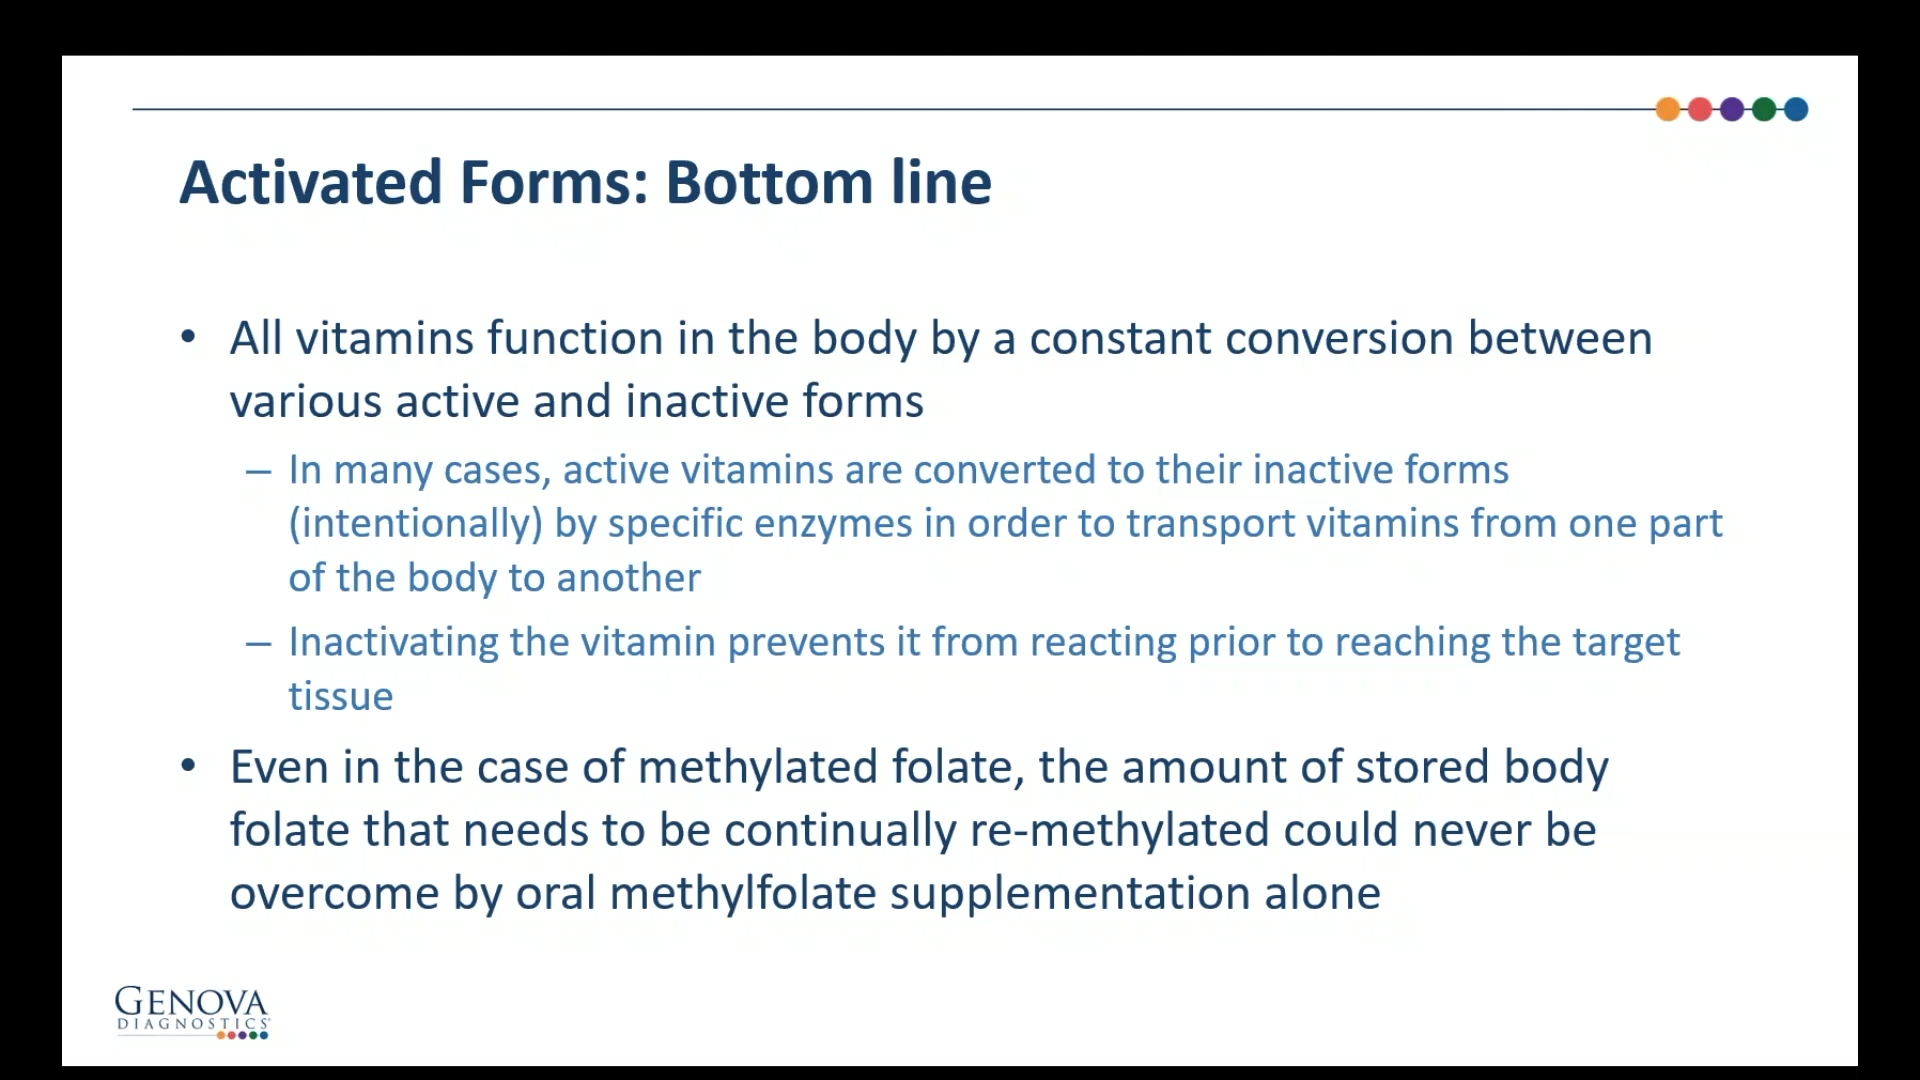 Activated Forms: Bottom line
• All vitamins function in the body by a constant conversion between
various active and inactive forms
– In many cases, active vitamins are converted to their inactive forms
(intentionally) by specific enzymes in order to transport vitamins from one part
of the body to another
– Inactivating the vitamin prevents it from reacting prior to reaching the target
tissue
• Even in the case of methylated folate, the amount of stored body
folate that needs to be continually re-methylated could never be
overcome by oral methylfolate supplementation alone
GENOVA
DIAGNOSTICS